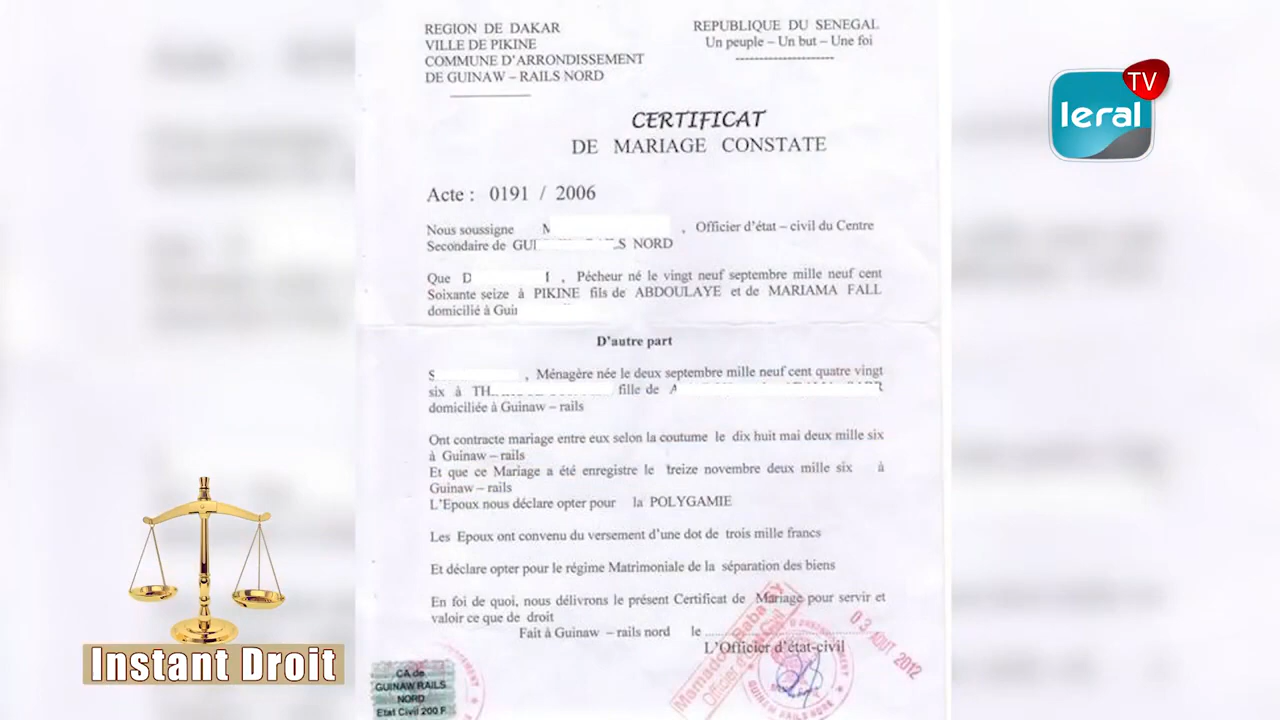 REGION DE DAKAR
VILLE DE PIKINE
COMMUNE D'ARRONDISSEMENT
DE GUINAW – RAILS NORD
REPUBLIQUE DU SENEGAL
Un peuple – Un but – Une foi
TV
leral
CERTIFICAT
DE MARIAGE CONSTATE
Acte : 0191 / 2006
Nous soussigne M , Officier d'état – civil du Centre
Secondaire de GUI S NORD
Que D , Pécheur né le vingt neuf septembre mille neuf cent
Soixante seize à PIKINE fils de ABDOULAYE et de MARIAMA FALL
domicilié à Gui
D'autre part
S , Ménagère née le deux septembre mille neuf cent quatre vingt
six à TH fille de A
domiciliée à Guinaw – rails
Ont contracte mariage entre eux selon la coutume le dix huit mai deux mille six
à Guinaw – rails
Et que ce Mariage a été enregistre le treize novembre deux mille six à
Guinaw – rails
L'Epoux nous déclare opter pour la POLYGAMIE
Les Epoux ont convenu du versement d'une dot de trois mille francs
Et déclare opter pour le régime Matrimoniale de la séparation des biens
En foi de quoi, nous délivrons le présent Certificat de Mariage pour servir et
valoir ce que de droit
Fait à Guinaw – rails nord le
L'Officier d'état-civil
03 AOUT 2012
Mamadou Baba Sy
GUINAW RAILS NORD
CA de
GUINAW RAILS
NORD
Etat Civil 200 F
Instant Droit